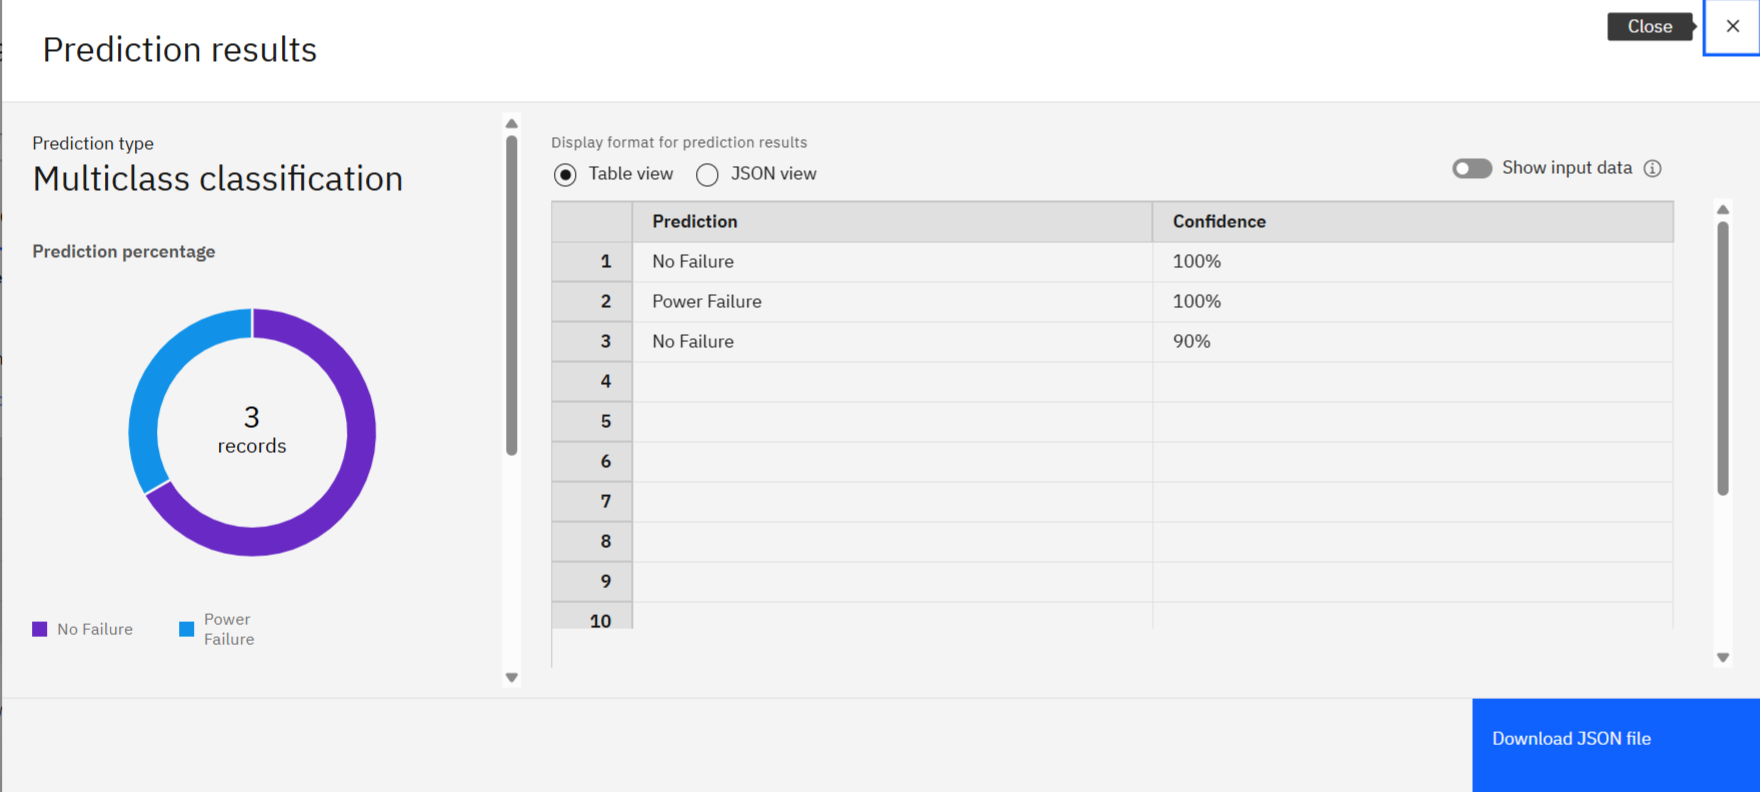 Close
Prediction results
Prediction type
Multiclass classification
Prediction percentage
3
records
No Failure
Power
Failure
Display format for prediction results
Table view JSON view
Show input data
Prediction Confidence
1 No Failure 100%
2 Power Failure 100%
3 No Failure 90%
4
5
6
7
8
9
10
Download JSON file